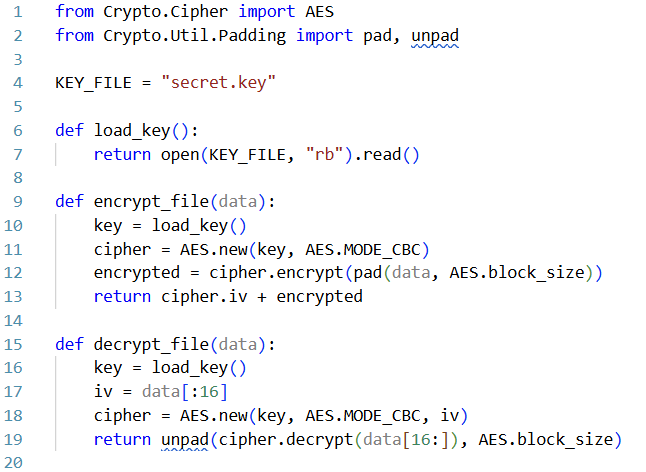 1 from Crypto.Cipher import AES
2 from Crypto.Util.Padding import pad, unpad
3
4 KEY_FILE = "secret.key"
5
6 def load_key():
7     return open(KEY_FILE, "rb").read()
8
9 def encrypt_file(data):
10     key = load_key()
11     cipher = AES.new(key, AES.MODE_CBC)
12     encrypted = cipher.encrypt(pad(data, AES.block_size))
13     return cipher.iv + encrypted
14
15 def decrypt_file(data):
16     key = load_key()
17     iv = data[:16]
18     cipher = AES.new(key, AES.MODE_CBC, iv)
19     return unpad(cipher.decrypt(data[16:]), AES.block_size)
20